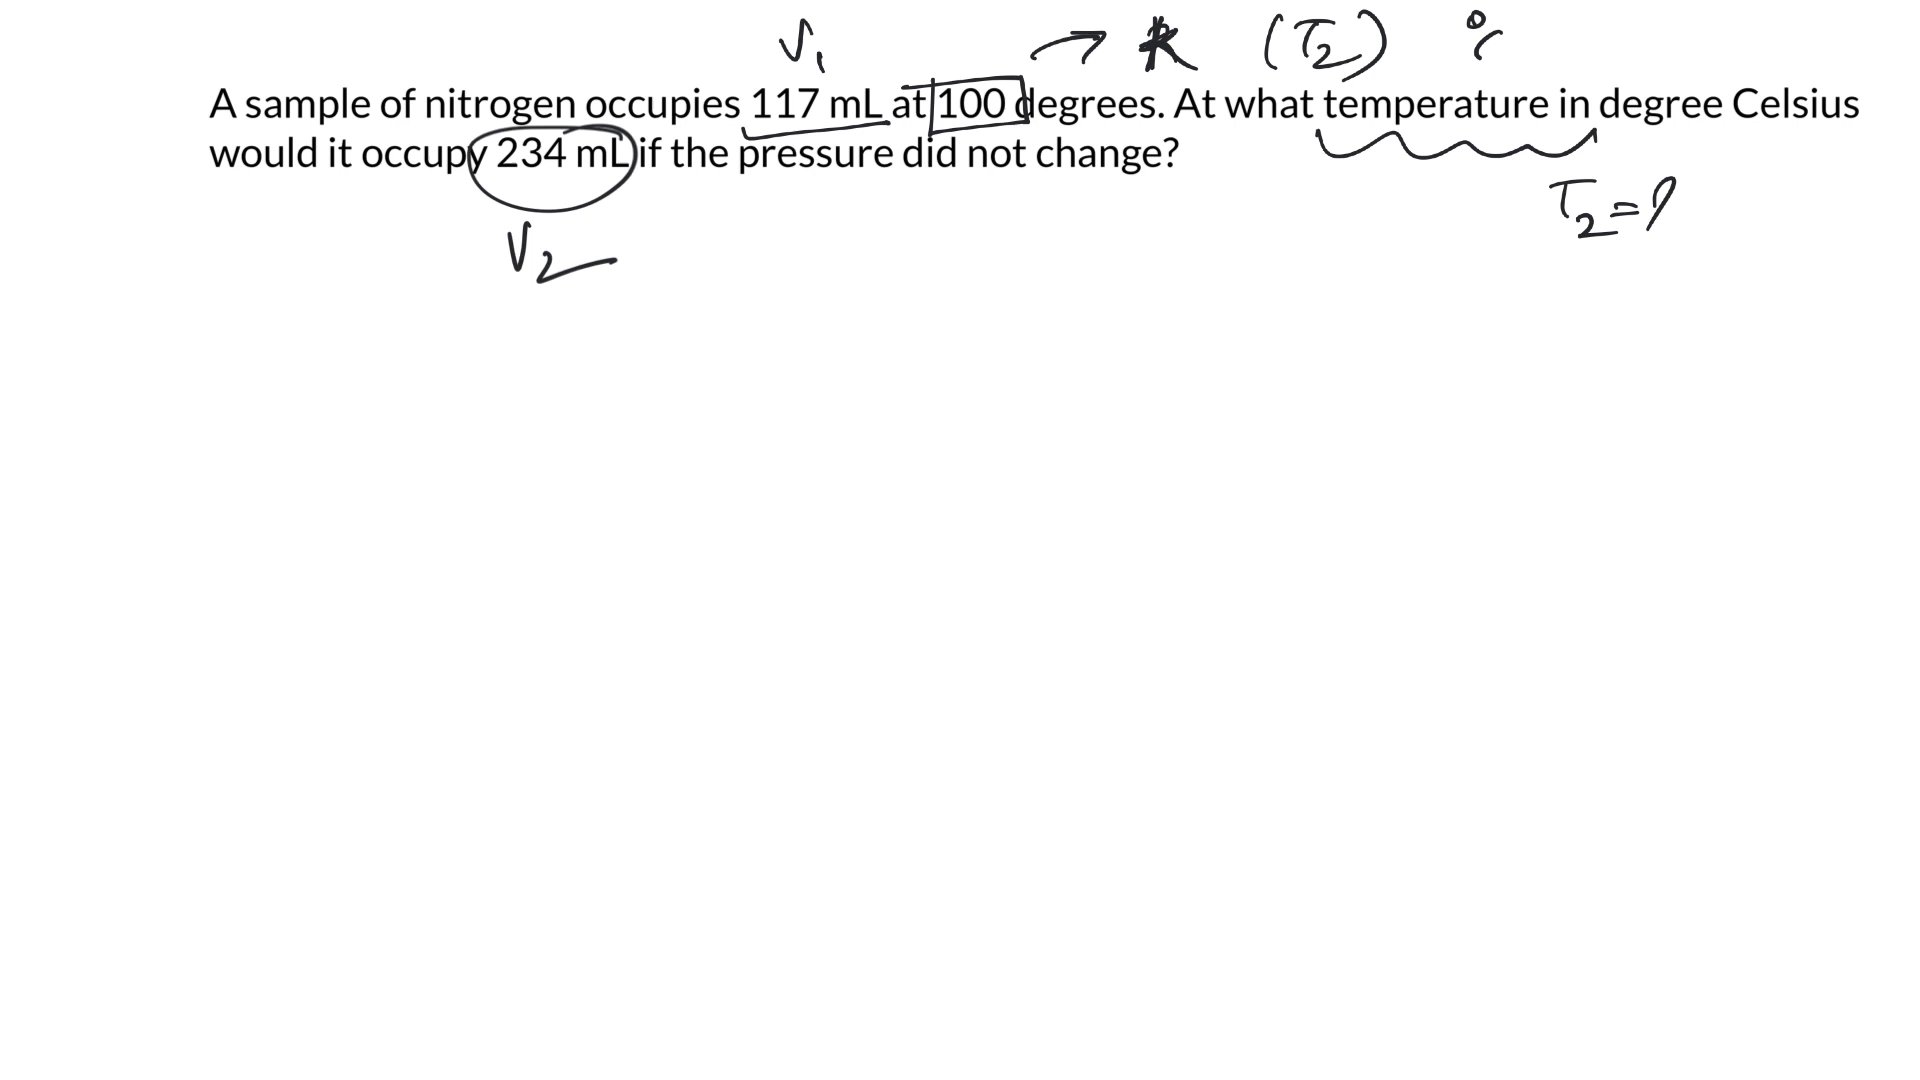 V₁ → K (T₂) °c
A sample of nitrogen occupies 117 mL at 100 degrees. At what temperature in degree Celsius
would it occupy 234 mL if the pressure did not change?
T₂ = ?
V₂